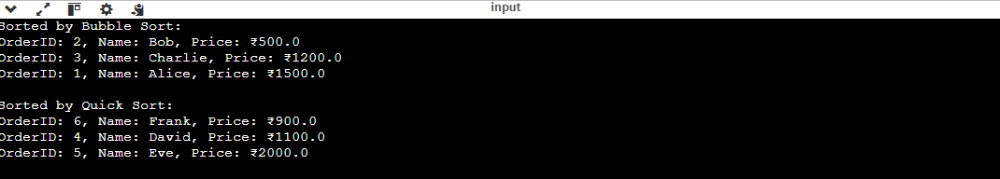 input
Sorted by Bubble Sort:
OrderID: 2, Name: Bob, Price: ₹500.0
OrderID: 3, Name: Charlie, Price: ₹1200.0
OrderID: 1, Name: Alice, Price: ₹1500.0
Sorted by Quick Sort:
OrderID: 6, Name: Frank, Price: ₹900.0
OrderID: 4, Name: David, Price: ₹1100.0
OrderID: 5, Name: Eve, Price: ₹2000.0